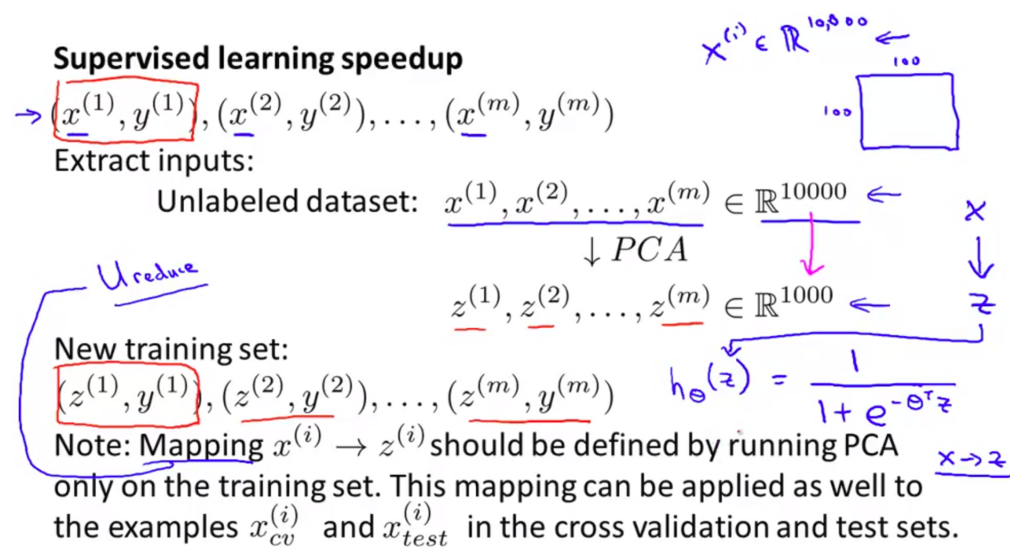 x⁽ⁱ⁾ ∈ ℝ^10,000 ←
Supervised learning speedup
100
→ (x⁽¹⁾, y⁽¹⁾), (x⁽²⁾, y⁽²⁾), ..., (x⁽ᵐ⁾, y⁽ᵐ⁾)
100
Extract inputs:
Unlabeled dataset: x⁽¹⁾, x⁽²⁾, ..., x⁽ᵐ⁾ ∈ ℝ^10000 ←
x
↓ PCA
↓
U reduce
z⁽¹⁾, z⁽²⁾, ..., z⁽ᵐ⁾ ∈ ℝ^1000 ←
z
New training set:
h_θ(z) = 1 / (1 + e^(-θᵀz))
(z⁽¹⁾, y⁽¹⁾), (z⁽²⁾, y⁽²⁾), ..., (z⁽ᵐ⁾, y⁽ᵐ⁾)
Note: Mapping x⁽ⁱ⁾ → z⁽ⁱ⁾ should be defined by running PCA
x → z
only on the training set. This mapping can be applied as well to
the examples x_cv⁽ⁱ⁾ and x_test⁽ⁱ⁾ in the cross validation and test sets.